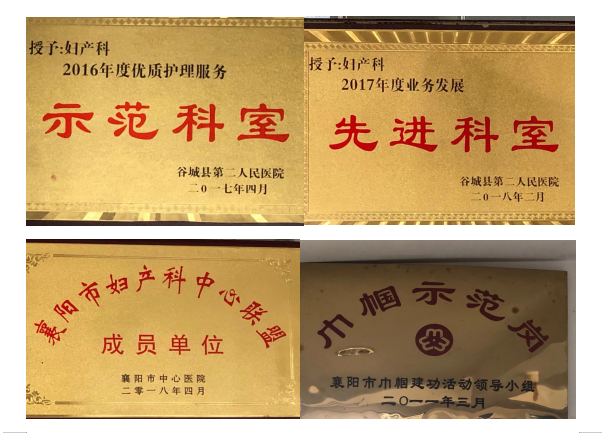 授予:妇产科
2016年度优质护理服务
示范科室
谷城县第二人民医院
二0一七年四月
授予:妇产科
2017年度业务发展
先进科室
谷城县第二人民医院
二0一八年二月
襄阳市妇产科中心联盟
成员单位
襄阳市中心医院
二零一八年四月
巾帼示范岗
襄阳市巾帼建功活动领导小组
二〇一一年三月